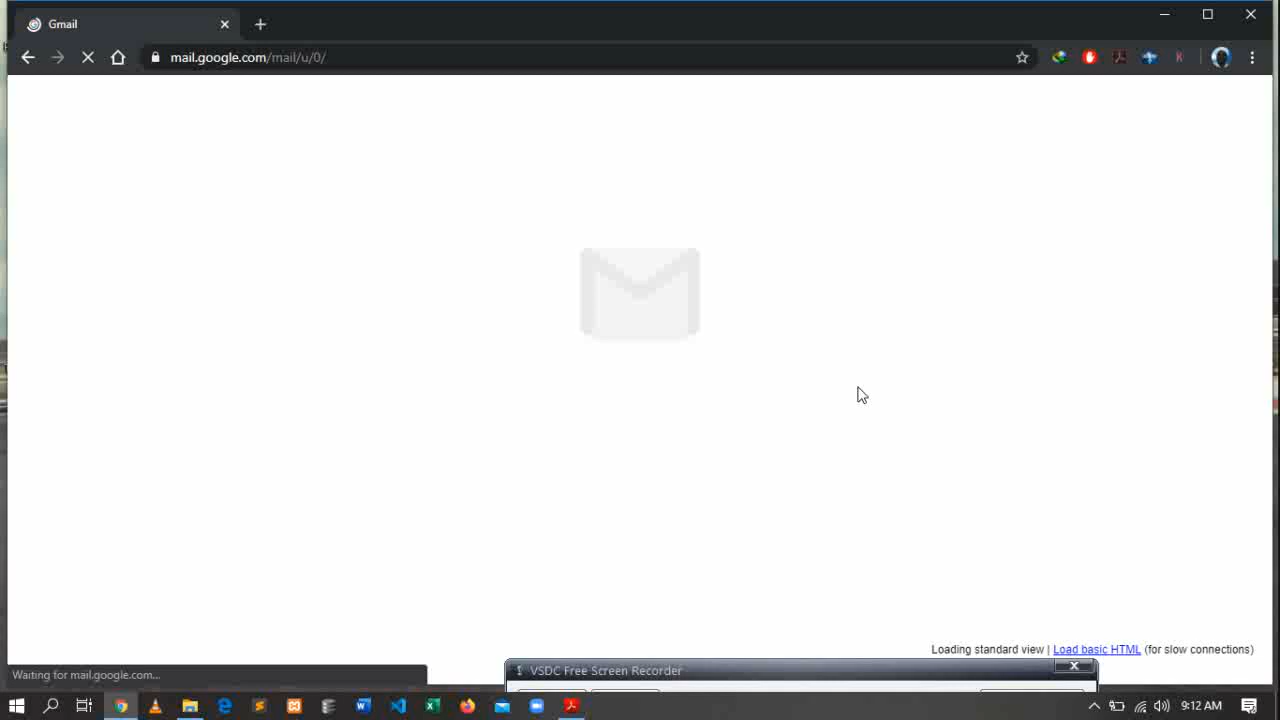 Gmail
mail.google.com/mail/u/0/
Loading standard view | Load basic HTML (for slow connections)
VSDC Free Screen Recorder
Waiting for mail.google.com...
9:12 AM